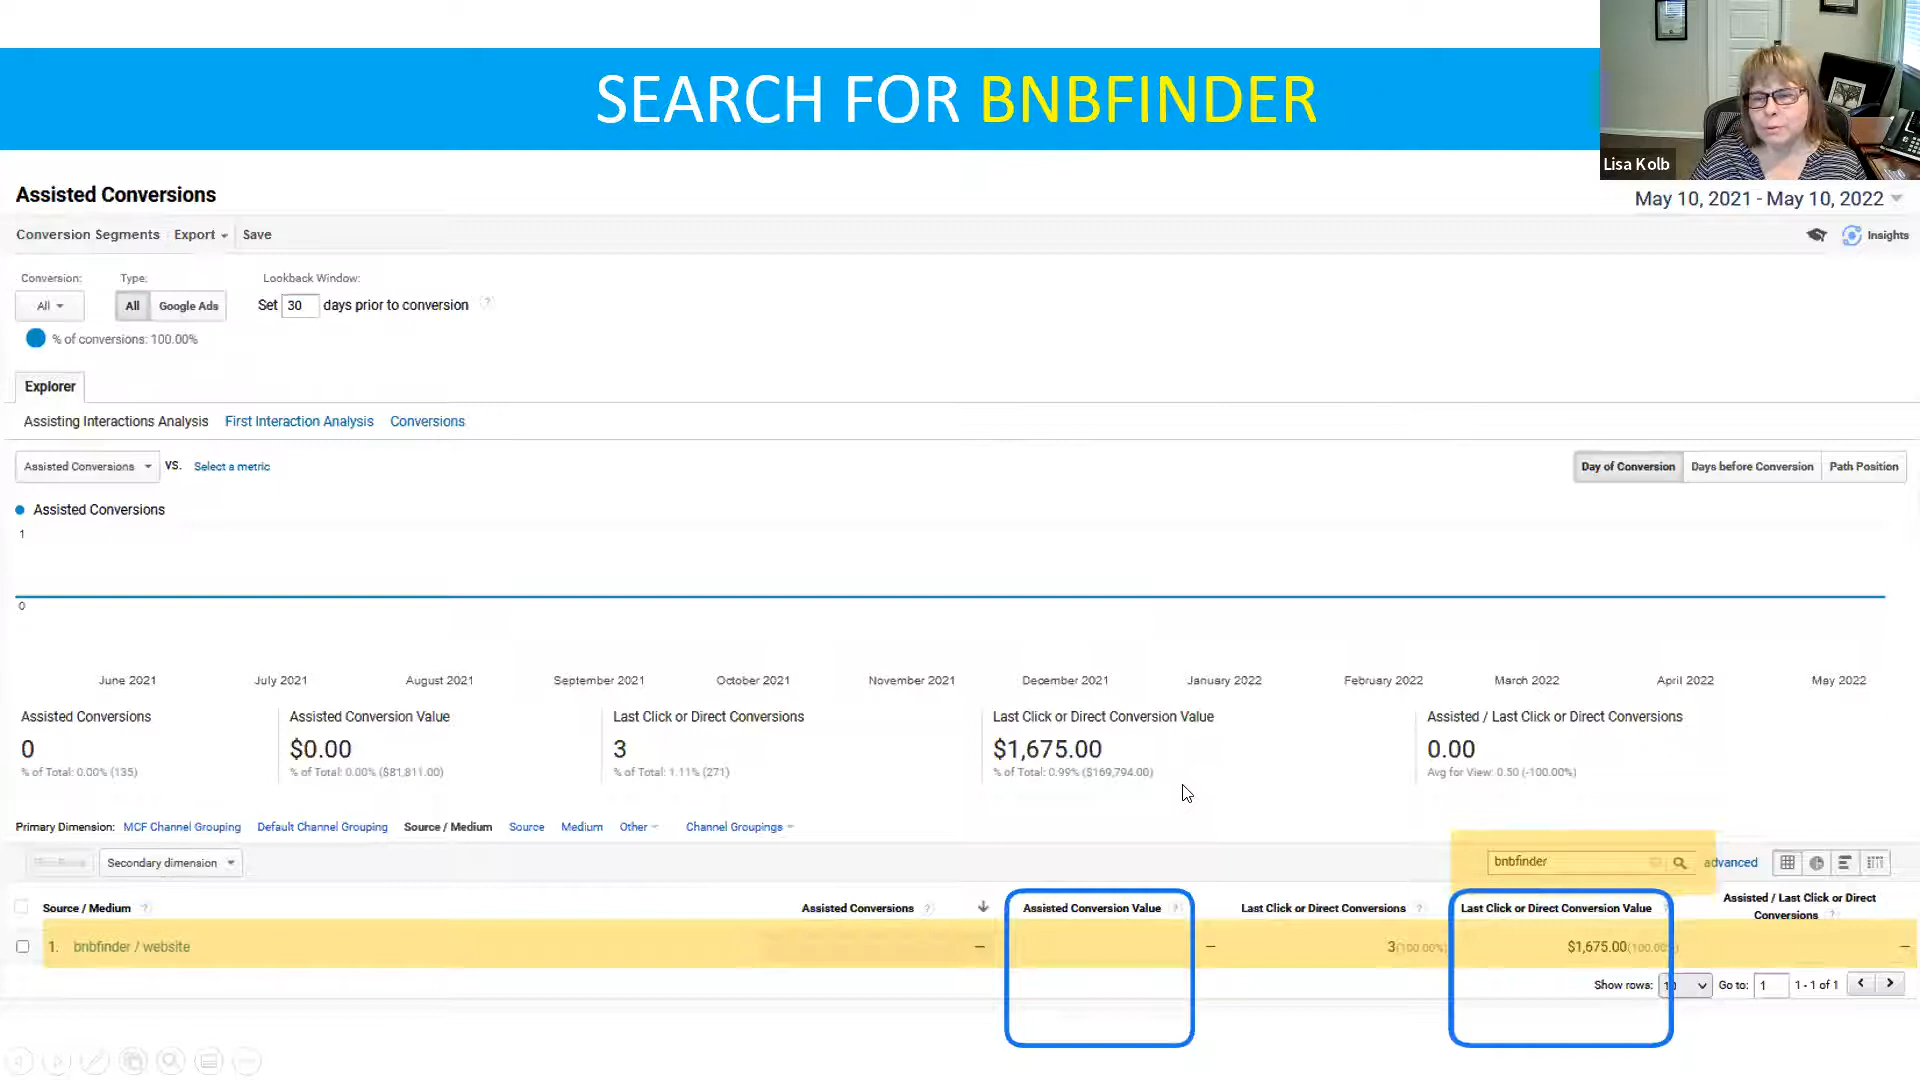 SEARCH FOR BNBFINDER
Lisa Kolb
Assisted Conversions
May 10, 2021 - May 10, 2022
Conversion Segments Export Save
Insights
Conversion: Type: Lookback Window:
All All Google Ads Set 30 days prior to conversion ?
% of conversions: 100.00%
Explorer
Assisting Interactions Analysis First Interaction Analysis Conversions
Assisted Conversions VS. Select a metric
Day of Conversion Days before Conversion Path Position
Assisted Conversions
1
0
June 2021 July 2021 August 2021 September 2021 October 2021 November 2021 December 2021 January 2022 February 2022 March 2022 April 2022 May 2022
Assisted Conversions Assisted Conversion Value Last Click or Direct Conversions Last Click or Direct Conversion Value Assisted / Last Click or Direct Conversions
0 $0.00 3 $1,675.00 0.00
% of Total: 0.00% (135) % of Total: 0.00% ($81,811.00) % of Total: 1.11% (271) % of Total: 0.99% ($169,794.00) Avg for View: 0.50 (-100.00%)
Primary Dimension: MCF Channel Grouping Default Channel Grouping Source / Medium Source Medium Other Channel Groupings
Secondary dimension bnbfinder advanced
Source / Medium ? Assisted Conversions ? Assisted Conversion Value ? Last Click or Direct Conversions ? Last Click or Direct Conversion Value Assisted / Last Click or Direct
Conversions ?
1. bnbfinder / website – – 3(100.00%) $1,675.00 –
Show rows: Go to: 1 1 - 1 of 1